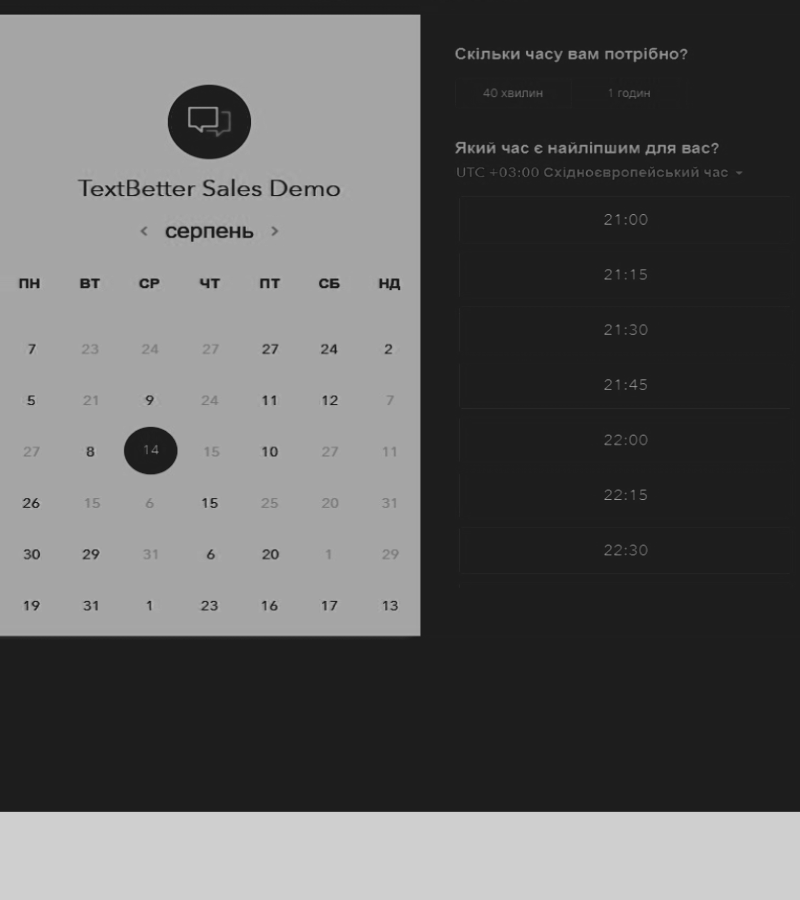 TextBetter Sales Demo
‹ серпень ›
ПН ВТ СР ЧТ ПТ СБ НД
7 23 24 27 27 24 2
5 21 9 24 11 12 7
27 8 14 15 10 27 11
26 15 6 15 25 20 31
30 29 31 6 20 1 29
19 31 1 23 16 17 13
Скільки часу вам потрібно?
40 хвилин 1 годин
Який час є найліпшим для вас?
UTC +03:00 Східноєвропейський час
21:00
21:15
21:30
21:45
22:00
22:15
22:30